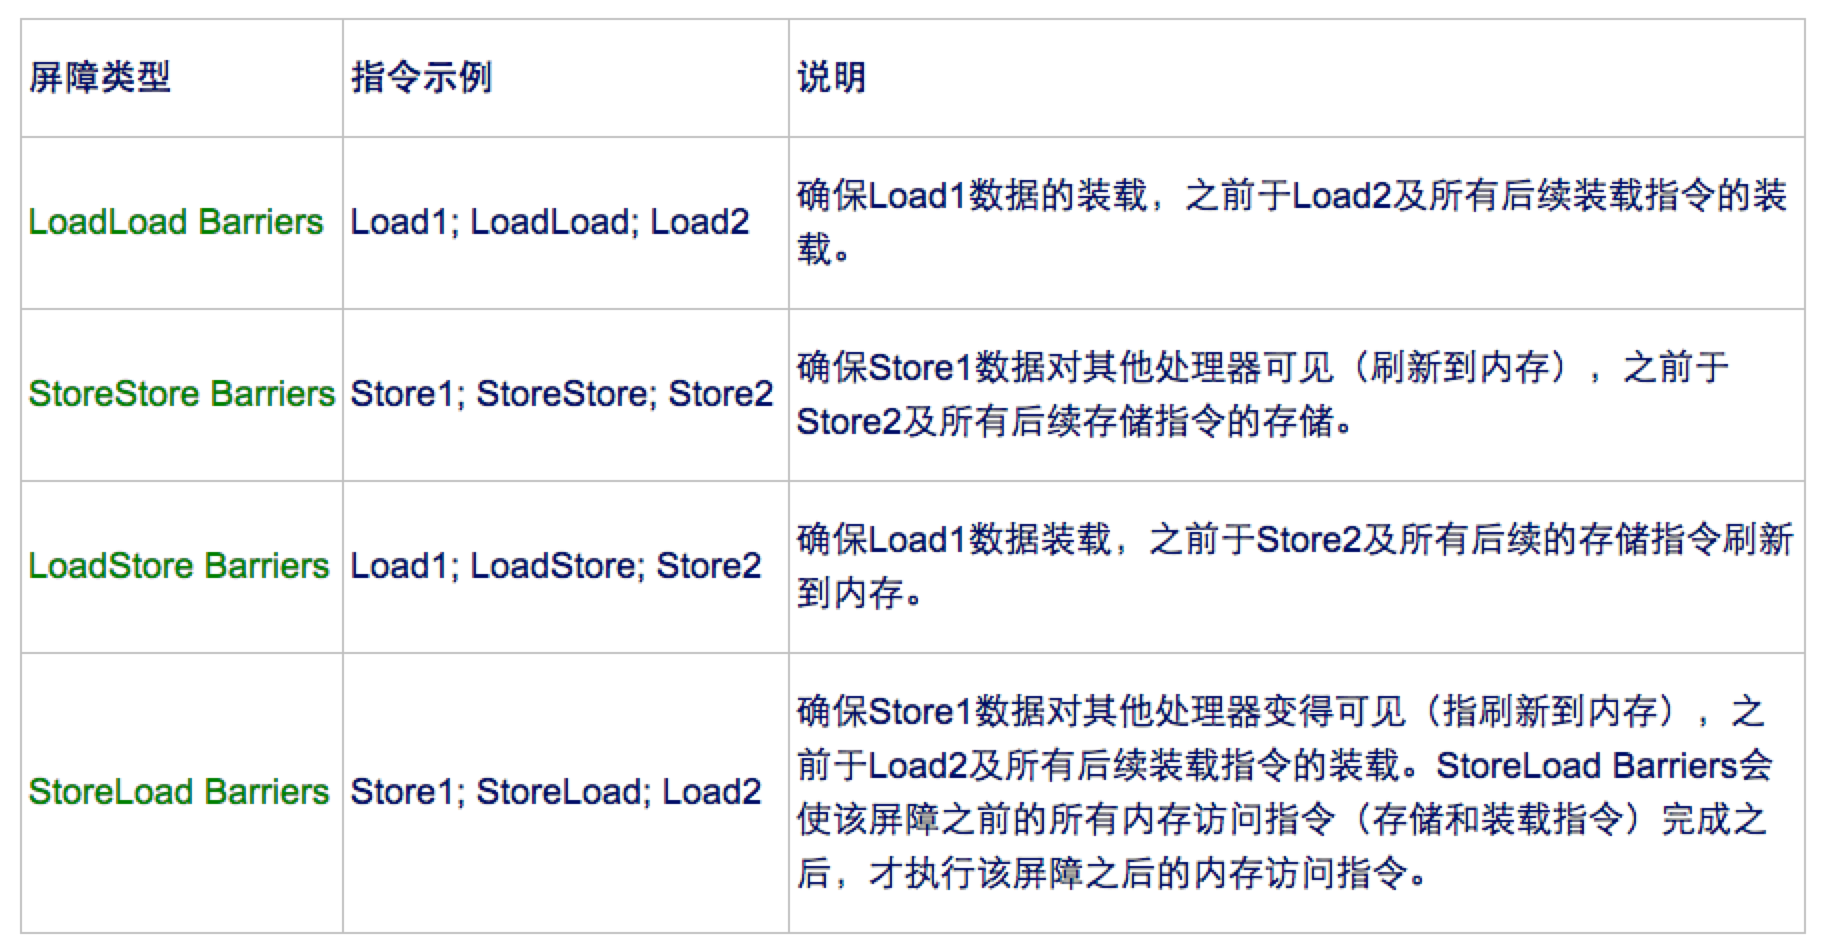 屏障类型
指令示例
说明
LoadLoad Barriers
Load1; LoadLoad; Load2
确保Load1数据的装载，之前于Load2及所有后续装载指令的装
载。
StoreStore Barriers
Store1; StoreStore; Store2
确保Store1数据对其他处理器可见（刷新到内存），之前于
Store2及所有后续存储指令的存储。
LoadStore Barriers
Load1; LoadStore; Store2
确保Load1数据装载，之前于Store2及所有后续的存储指令刷新
到内存。
StoreLoad Barriers
Store1; StoreLoad; Load2
确保Store1数据对其他处理器变得可见（指刷新到内存），之
前于Load2及所有后续装载指令的装载。StoreLoad Barriers会
使该屏障之前的所有内存访问指令（存储和装载指令）完成之
后，才执行该屏障之后的内存访问指令。